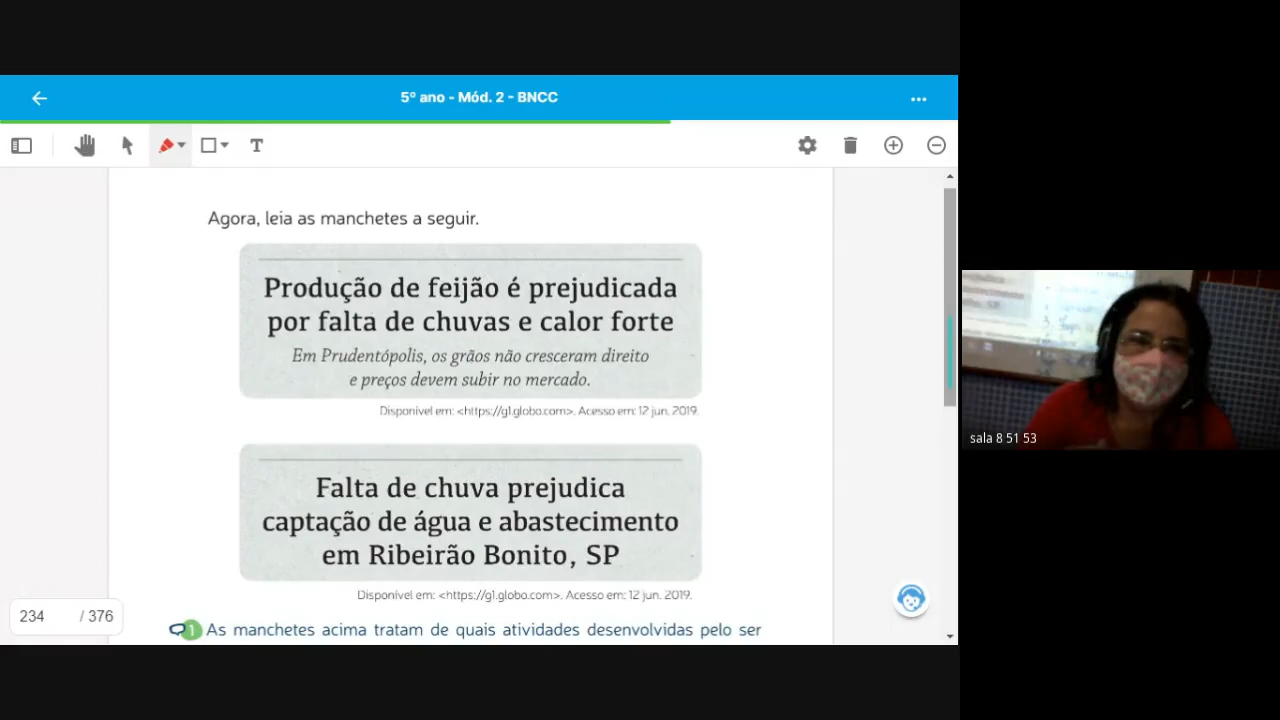 5º ano - Mód. 2 - BNCC
T
Agora, leia as manchetes a seguir.
Produção de feijão é prejudicada
por falta de chuvas e calor forte
Em Prudentópolis, os grãos não cresceram direito
e preços devem subir no mercado.
Disponível em: <https://g1.globo.com>. Acesso em: 12 jun. 2019.
Falta de chuva prejudica
captação de água e abastecimento
em Ribeirão Bonito, SP
Disponível em: <https://g1.globo.com>. Acesso em: 12 jun. 2019.
234 / 376
1 As manchetes acima tratam de quais atividades desenvolvidas pelo ser
sala 8 51 53